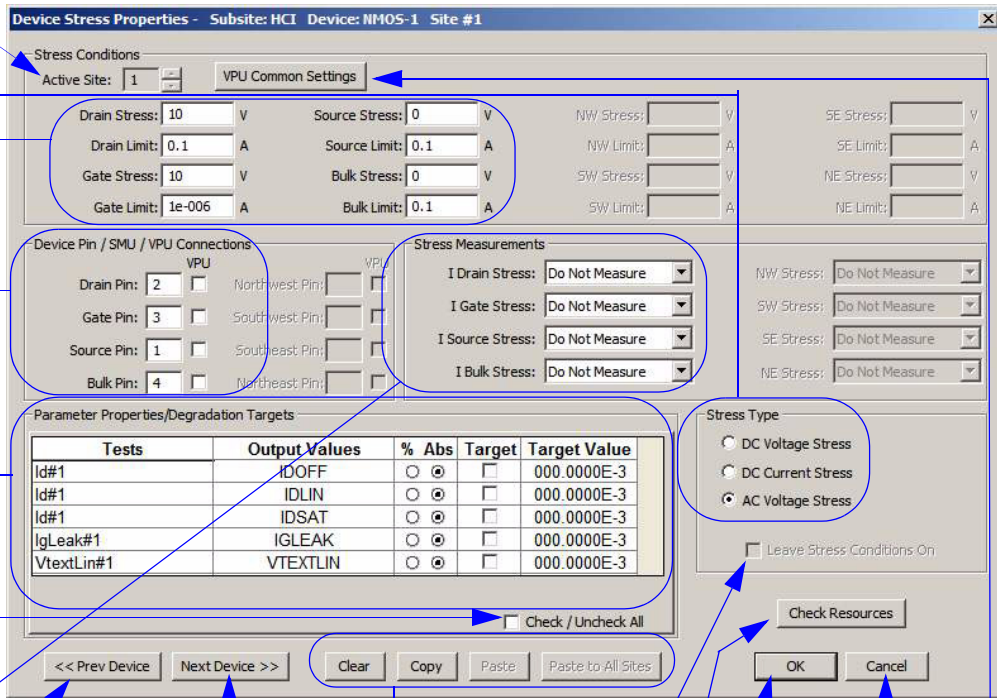 Device Stress Properties - Subsite: HCI Device: NMOS-1 Site #1
Stress Conditions
Active Site: 1 VPU Common Settings
Drain Stress: 10 V Source Stress: 0 V NW Stress: V SE Stress: V
Drain Limit: 0.1 A Source Limit: 0.1 A NW Limit: A SE Limit: A
Gate Stress: 10 V Bulk Stress: 0 V SW Stress: V NE Stress: V
Gate Limit: 1e-006 A Bulk Limit: 0.1 A SW Limit: A NE Limit: A
Device Pin / SMU / VPU Connections
VPU VPU
Drain Pin: 2 Northwest Pin:
Gate Pin: 3 Southwest Pin:
Source Pin: 1 Southeast Pin:
Bulk Pin: 4 Northeast Pin:
Stress Measurements
I Drain Stress: Do Not Measure NW Stress: Do Not Measure
I Gate Stress: Do Not Measure SW Stress: Do Not Measure
I Source Stress: Do Not Measure SE Stress: Do Not Measure
I Bulk Stress: Do Not Measure NE Stress: Do Not Measure
Parameter Properties/Degradation Targets
Tests Output Values % Abs Target Target Value
Id#1 IDOFF 000.0000E-3
Id#1 IDLIN 000.0000E-3
Id#1 IDSAT 000.0000E-3
IgLeak#1 IGLEAK 000.0000E-3
VtextLin#1 VTEXTLIN 000.0000E-3
Check / Uncheck All
Stress Type
DC Voltage Stress
DC Current Stress
AC Voltage Stress
Leave Stress Conditions On
Check Resources
<< Prev Device Next Device >> Clear Copy Paste Paste to All Sites OK Cancel